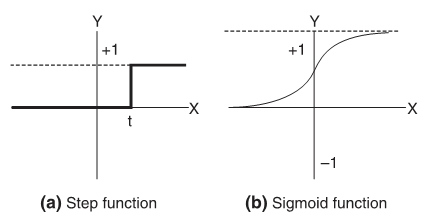 Y
+1
X
t
(a) Step function
Y
+1
X
–1
(b) Sigmoid function